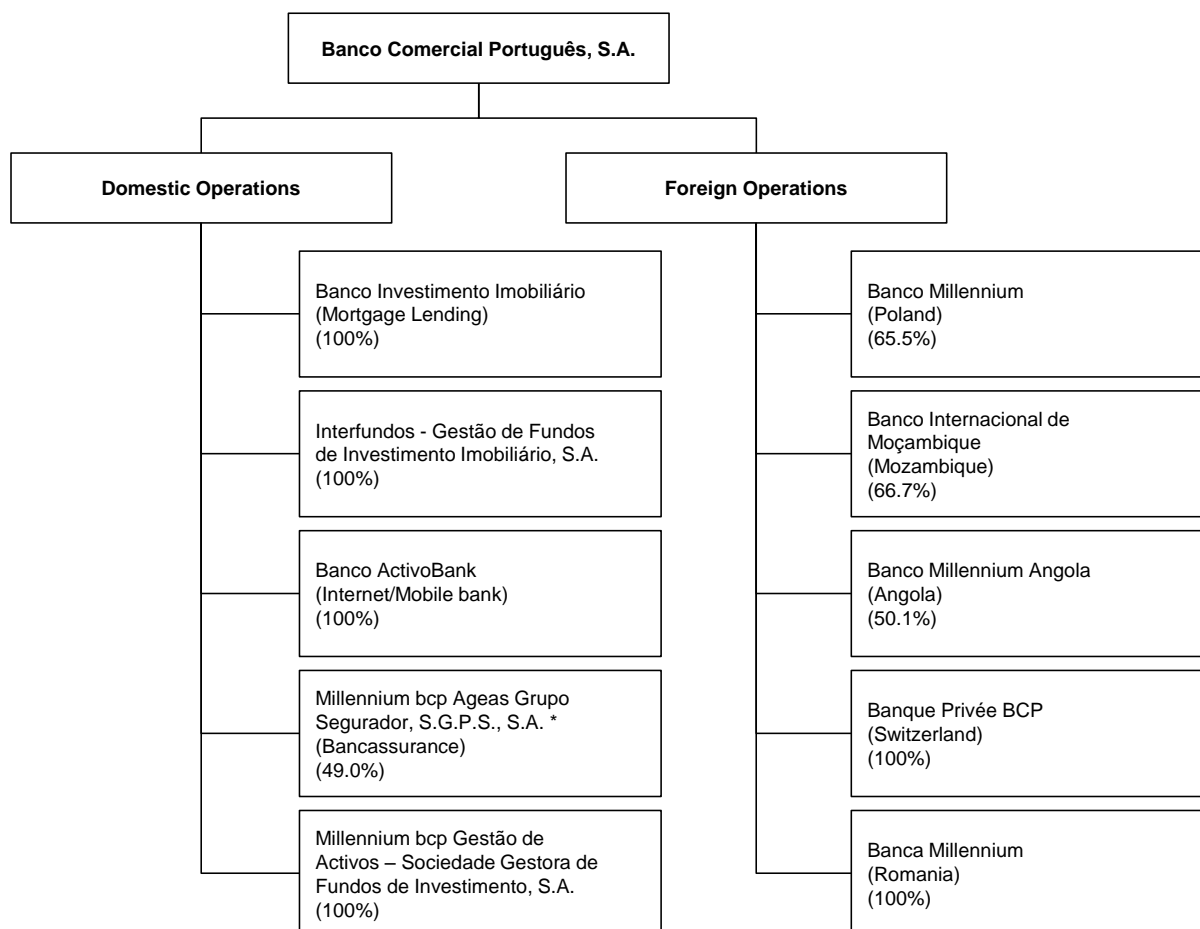 Banco Comercial Português, S.A.
Domestic Operations
Foreign Operations
Banco Investimento Imobiliário
(Mortgage Lending)
(100%)
Interfundos - Gestão de Fundos
de Investimento Imobiliário, S.A.
(100%)
Banco ActivoBank
(Internet/Mobile bank)
(100%)
Millennium bcp Ageas Grupo
Segurador, S.G.P.S., S.A. *
(Bancassurance)
(49.0%)
Millennium bcp Gestão de
Activos – Sociedade Gestora de
Fundos de Investimento, S.A.
(100%)
Banco Millennium
(Poland)
(65.5%)
Banco Internacional de
Moçambique
(Mozambique)
(66.7%)
Banco Millennium Angola
(Angola)
(50.1%)
Banque Privée BCP
(Switzerland)
(100%)
Banca Millennium
(Romania)
(100%)